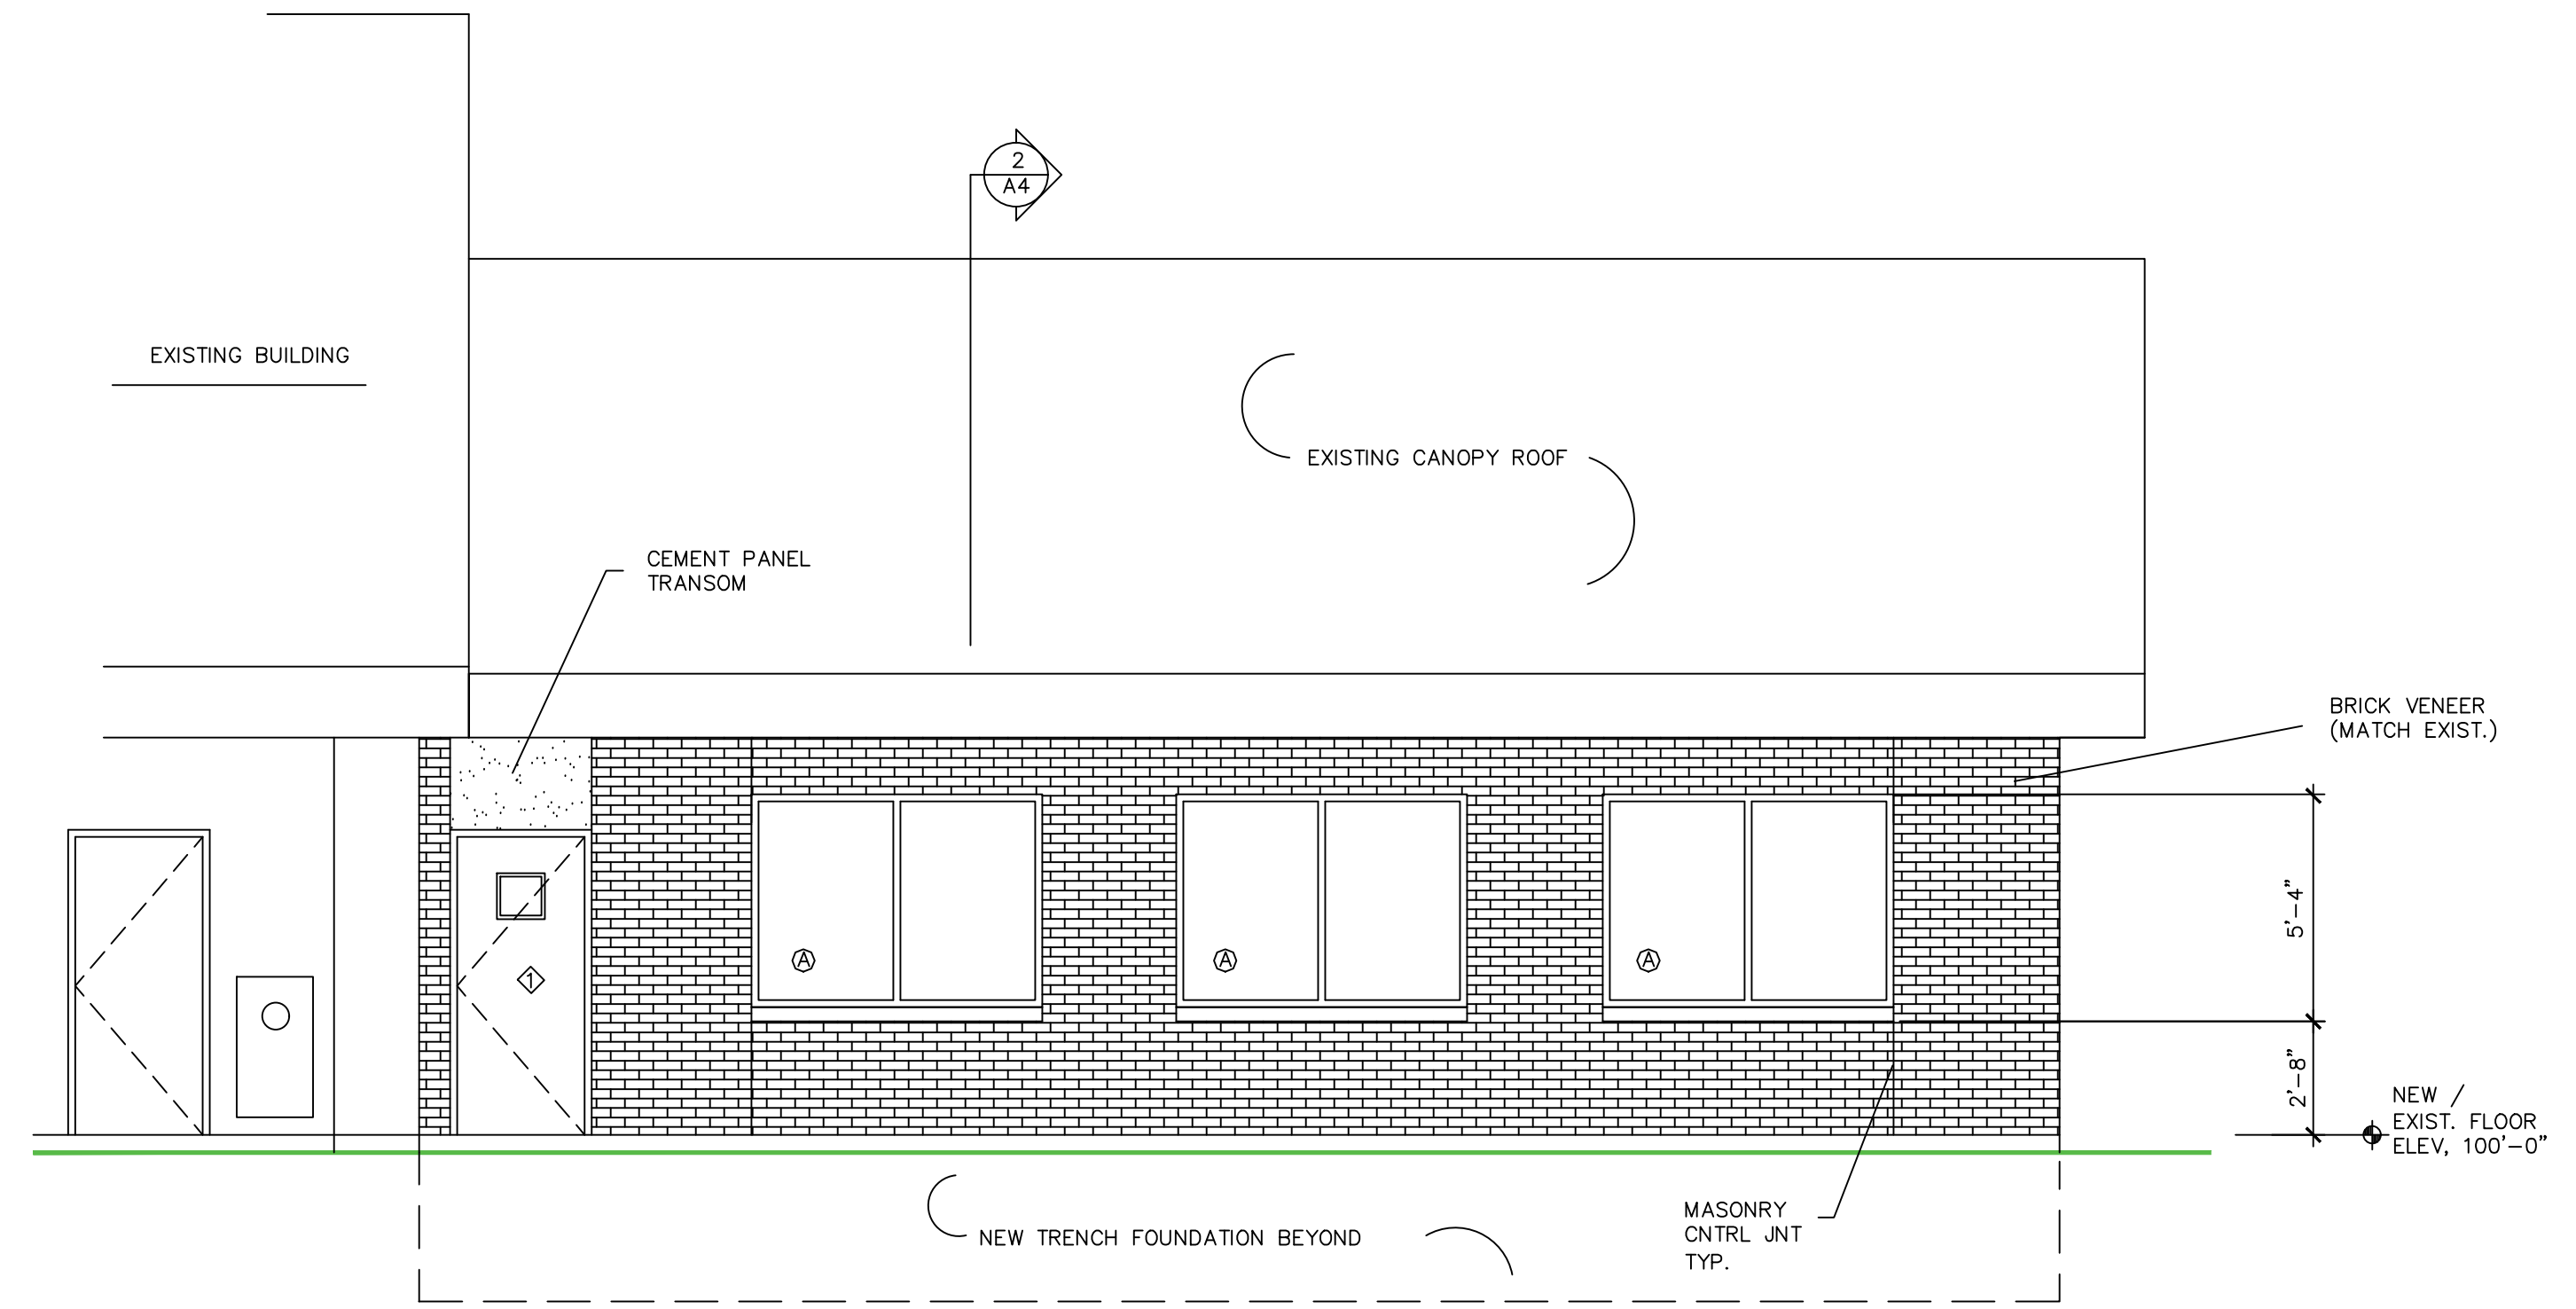 2
A4
EXISTING BUILDING
EXISTING CANOPY ROOF
CEMENT PANEL
TRANSOM
BRICK VENEER
(MATCH EXIST.)
5'-4"
A
A
A
1
2'-8"
NEW /
EXIST. FLOOR
ELEV, 100'-0"
MASONRY
CNTRL JNT
TYP.
NEW TRENCH FOUNDATION BEYOND